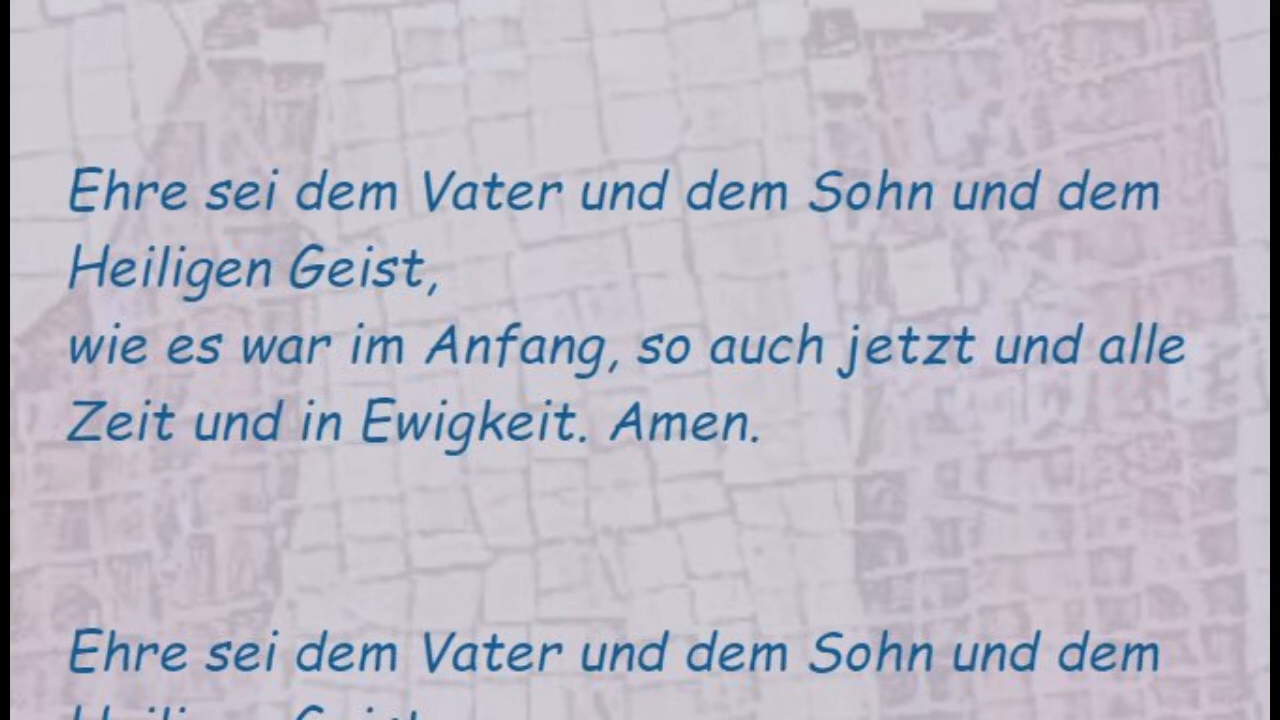 Ehre sei dem Vater und dem Sohn und dem
Heiligen Geist,
wie es war im Anfang, so auch jetzt und alle
Zeit und in Ewigkeit. Amen.
Ehre sei dem Vater und dem Sohn und dem